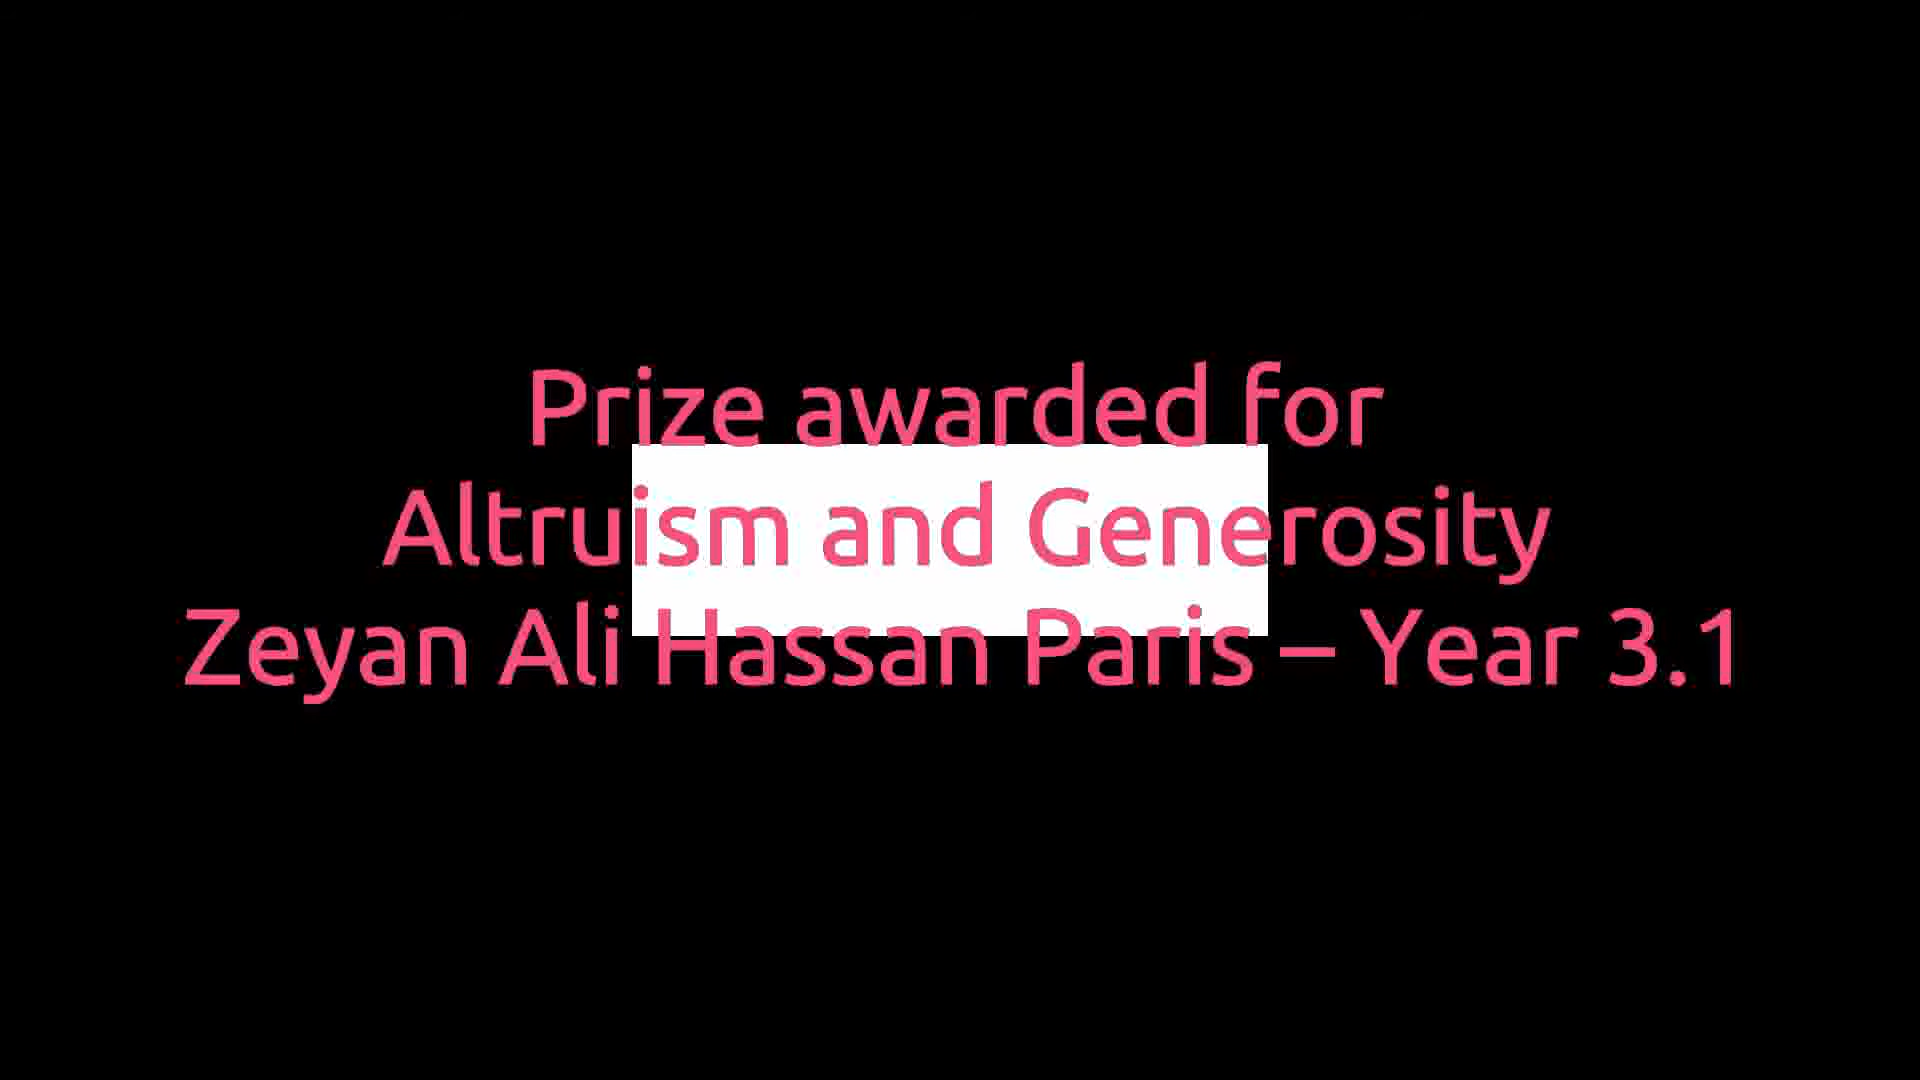 Prize awarded for
Altruism and Generosity
Zeyan Ali Hassan Paris – Year 3.1